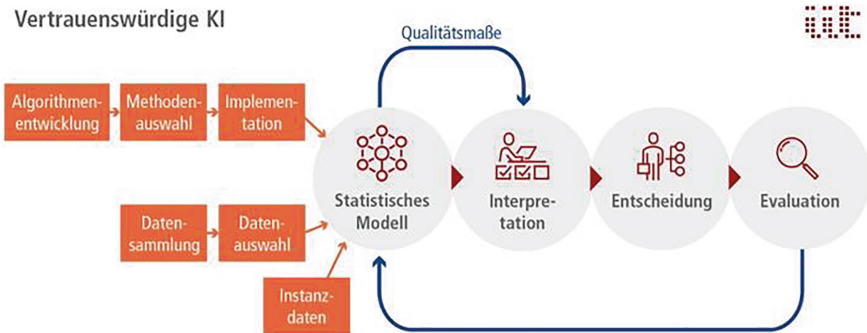 Vertrauenswürdige KI
iit
Qualitätsmaße
Algorithmen-
entwicklung
Methoden-
auswahl
Implemen-
tation
Statistisches
Modell
Interpre-
tation
Entscheidung
Evaluation
Daten-
sammlung
Daten-
auswahl
Instanz-
daten